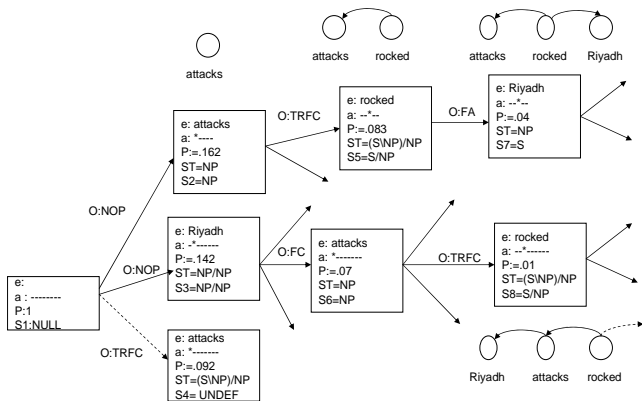 attacks
attacks rocked
attacks rocked Riyadh
e: attacks
a: *----
P:=.162
ST=NP
S2=NP
O:TRFC
e: rocked
a: --*--
P:=.083
ST=(S\NP)/NP
S5=S/NP
O:FA
e: Riyadh
a: --*--
P:=.04
ST=NP
S7=S
O:NOP
e: Riyadh
a: -*------
P:=.142
ST=NP/NP
S3=NP/NP
O:NOP
O:FC
e: attacks
a: *-------
P:=.07
ST=NP
S6=NP
O:TRFC
e: rocked
a: --*------
P:=.01
ST=(S\NP)/NP
S8=S/NP
e:
a : --------
P:1
S1:NULL
O:TRFC
e: attacks
a: *-------
P:=.092
ST=(S\NP)/NP
S4= UNDEF
Riyadh attacks rocked